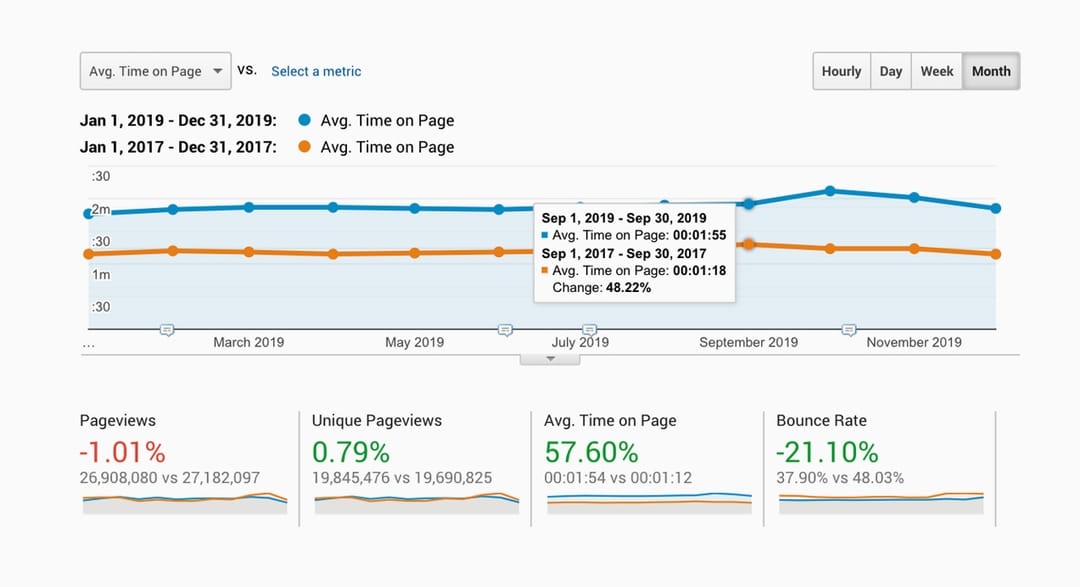 Avg. Time on Page VS. Select a metric
Hourly Day Week Month
Jan 1, 2019 - Dec 31, 2019: Avg. Time on Page
Jan 1, 2017 - Dec 31, 2017: Avg. Time on Page
:30
2m
:30
1m
:30
Sep 1, 2019 - Sep 30, 2019
Avg. Time on Page: 00:01:55
Sep 1, 2017 - Sep 30, 2017
Avg. Time on Page: 00:01:18
Change: 48.22%
... March 2019 May 2019 July 2019 September 2019 November 2019
Pageviews
-1.01%
26,908,080 vs 27,182,097
Unique Pageviews
0.79%
19,845,476 vs 19,690,825
Avg. Time on Page
57.60%
00:01:54 vs 00:01:12
Bounce Rate
-21.10%
37.90% vs 48.03%